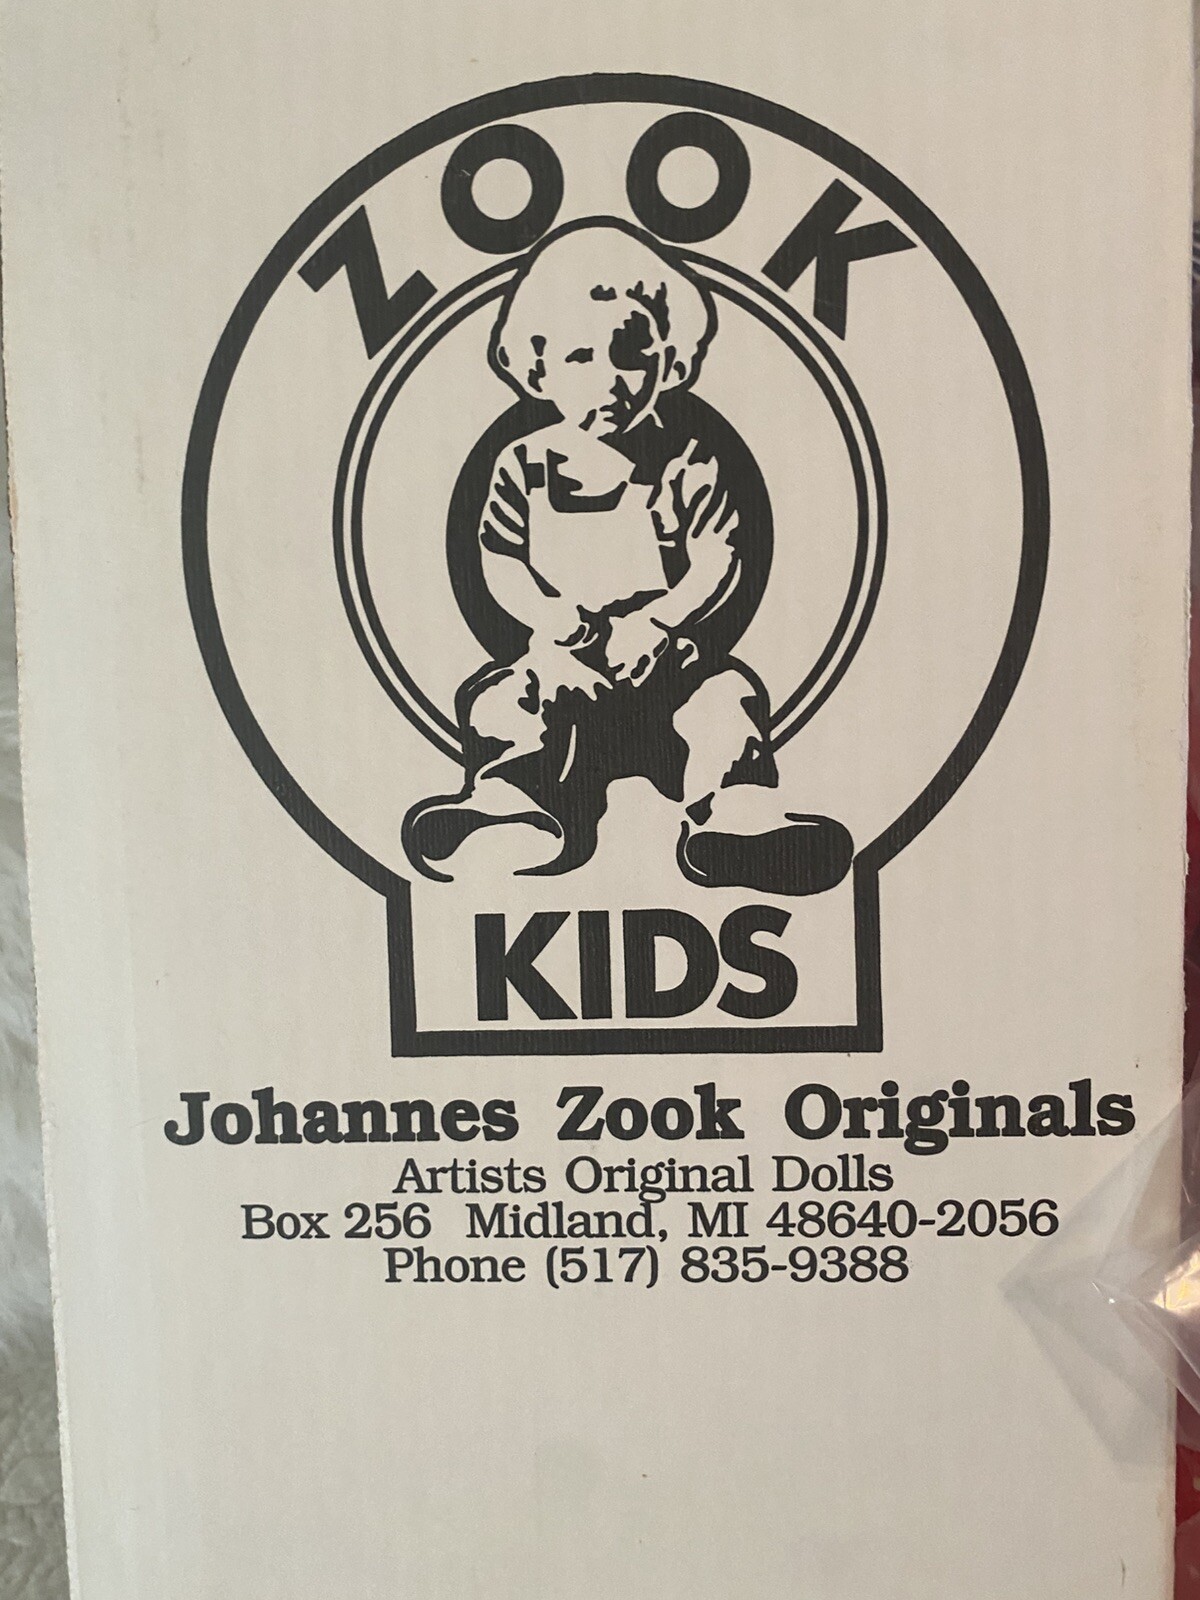 ZOOK
KIDS
Johannes Zook Originals
Artists Original Dolls
Box 256 Midland, MI 48640-2056
Phone (517) 835-9388